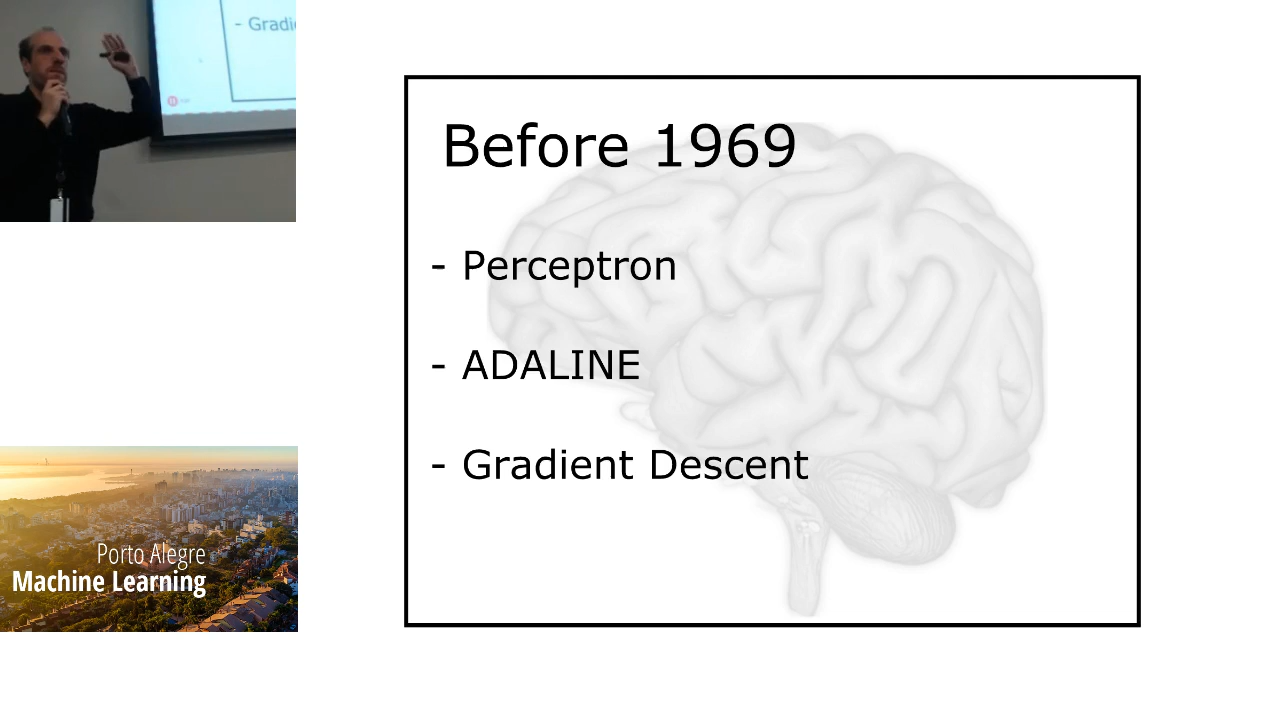 - Gradi
Before 1969
- Perceptron
- ADALINE
- Gradient Descent
Porto Alegre
Machine Learning